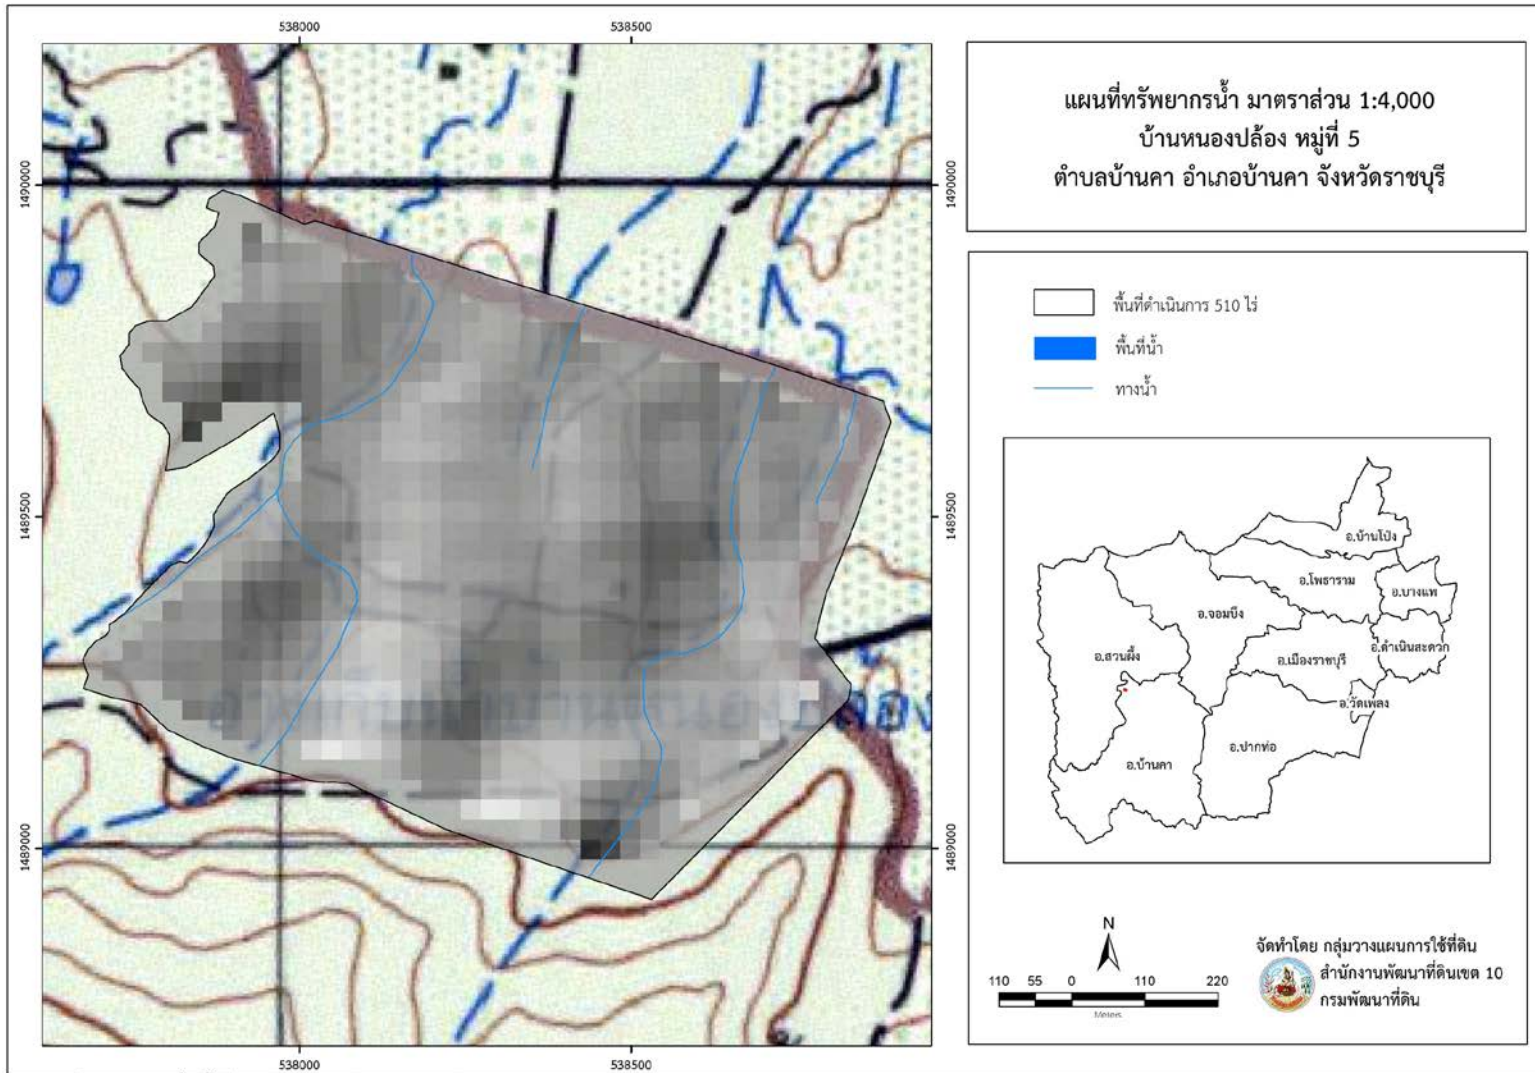 538000
538500
1490000
1490000
1489500
1489500
1489000
1489000
538000
538500
แผนที่ทรัพยากรน้ำ มาตราส่วน 1:4,000
บ้านหนองปล้อง หมู่ที่ 5
ตำบลบ้านคา อำเภอบ้านคา จังหวัดราชบุรี
พื้นที่ดำเนินการ 510 ไร่
พื้นที่น้ำ
ทางน้ำ
อ.บ้านโป่ง
อ.โพธาราม
อ.บางแพ
อ.จอมบึง
อ.ดำเนินสะดวก
อ.สวนผึ้ง
อ.เมืองราชบุรี
อ.วัดเพลง
อ.ปากท่อ
อ.บ้านคา
N
110 55 0 110 220
Meters
จัดทำโดย กลุ่มวางแผนการใช้ที่ดิน
สำนักงานพัฒนาที่ดินเขต 10
กรมพัฒนาที่ดิน